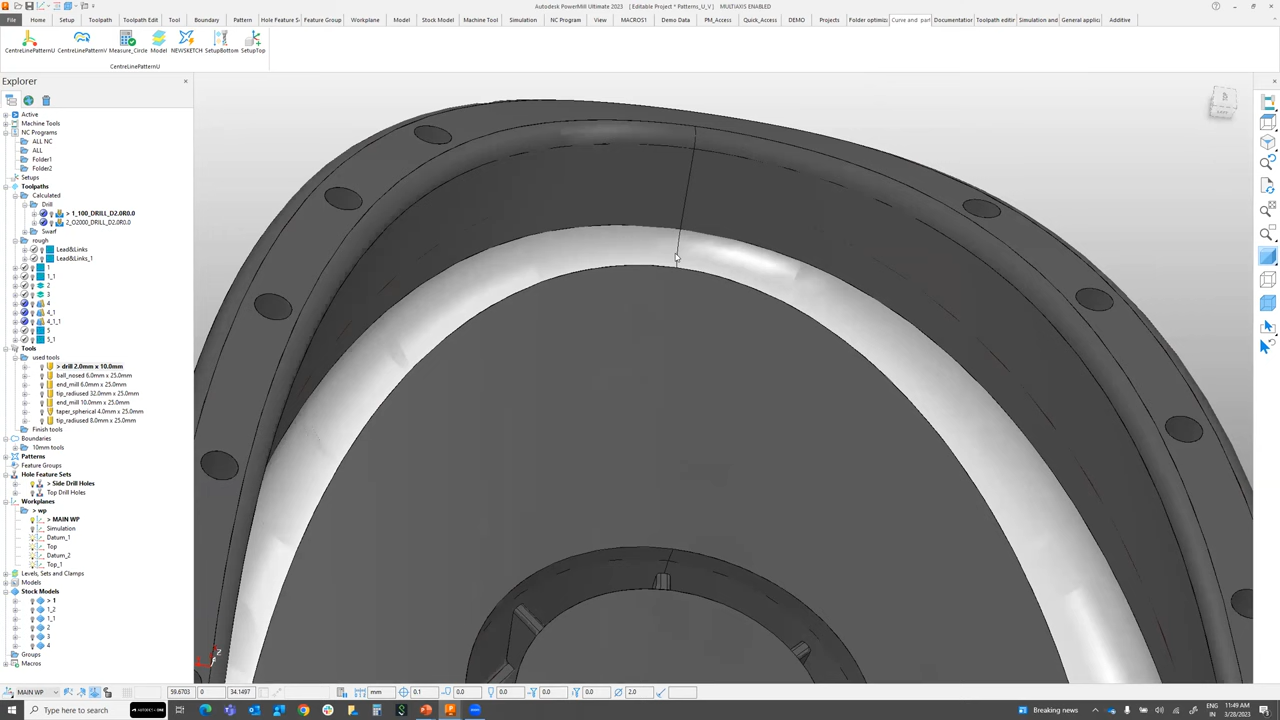 Autodesk PowerMill Ultimate 2023   [ Editable Project * Patterns_U_V ]   MULTIAXIS ENABLED
File Home Setup Toolpath Toolpath Edit Tool Boundary Pattern Hole Feature S Feature Group Workplane Model Stock Model Machine Tool Simulation NC Program View MACROS1 Demo Data PM_Access Quick_Access DEMO Projects Folder optimiz Curve and part Documentation Toolpath editin Simulation and General applic Additive
CentreLinePatternU CentreLinePatternV Measure_Circle Model NEWSKETCH SetupBottom SetupTop
CentreLinePatternU
Explorer
Active
Machine Tools
NC Programs
ALL NC
ALL
Folder1
Folder2
Setups
Toolpaths
Calculated
Drill
> 1_100_DRILL_D2.0R0.0
2_O2000_DRILL_D2.0R0.0
Swarf
rough
Lead&Links
Lead&Links_1
1
1_1
2
3
4
4_1
4_1_1
5
5_1
Tools
used tools
> drill 2.0mm x 10.0mm
ball_nosed 6.0mm x 25.0mm
end_mill 6.0mm x 25.0mm
tip_radiused 32.0mm x 25.0mm
end_mill 10.0mm x 25.0mm
taper_spherical 4.0mm x 25.0mm
tip_radiused 8.0mm x 25.0mm
Finish tools
Boundaries
10mm tools
Patterns
Feature Groups
Hole Feature Sets
> Side Drill Holes
Top Drill Holes
Workplanes
> wp
> MAIN WP
Simulation
Datum_1
Top
Datum_2
Top_1
Levels, Sets and Clamps
Models
Stock Models
> 1
1_2
1_1
2
3
4
Groups
Macros
MAIN WP 59.6703 0 34.1497 mm 0.1 0.0 0.0 0.0 0.0 2.0
Type here to search Breaking news ENG 11:49 AM
IN 3/28/2023